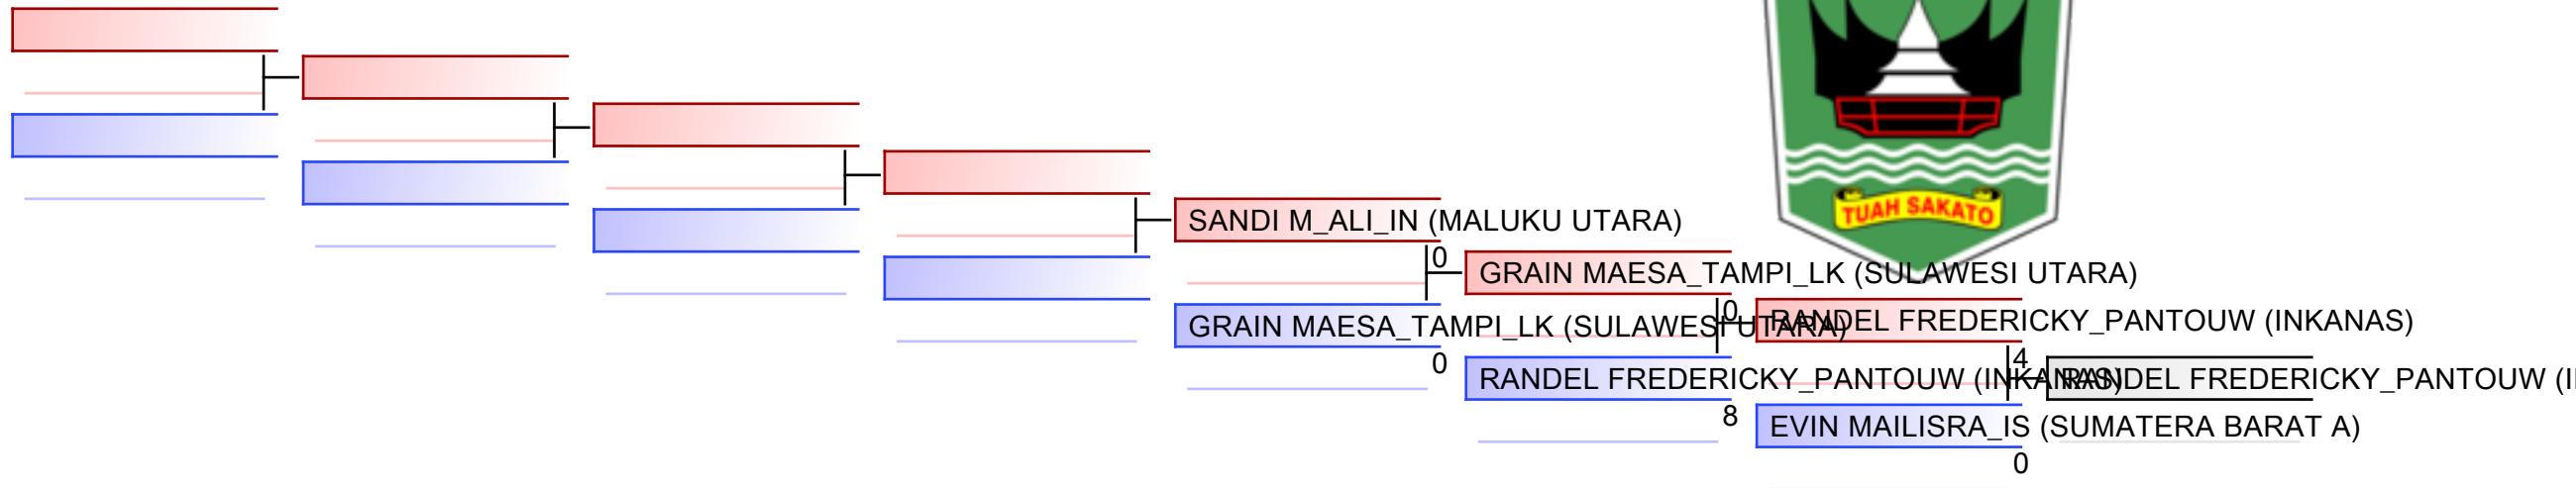 TUAH SAKATO
SANDI M_ALI_IN (MALUKU UTARA)
0
GRAIN MAESA_TAMPI_LK (SULAWESI UTARA)
0
GRAIN MAESA_TAMPI_LK (SULAWESI UTARA)
RANDEL FREDERICKY_PANTOUW (INKANAS)
0
4
RANDEL FREDERICKY_PANTOUW (INKANAS)
RANDEL FREDERICKY_PANTOUW (I
8
EVIN MAILISRA_IS (SUMATERA BARAT A)
0